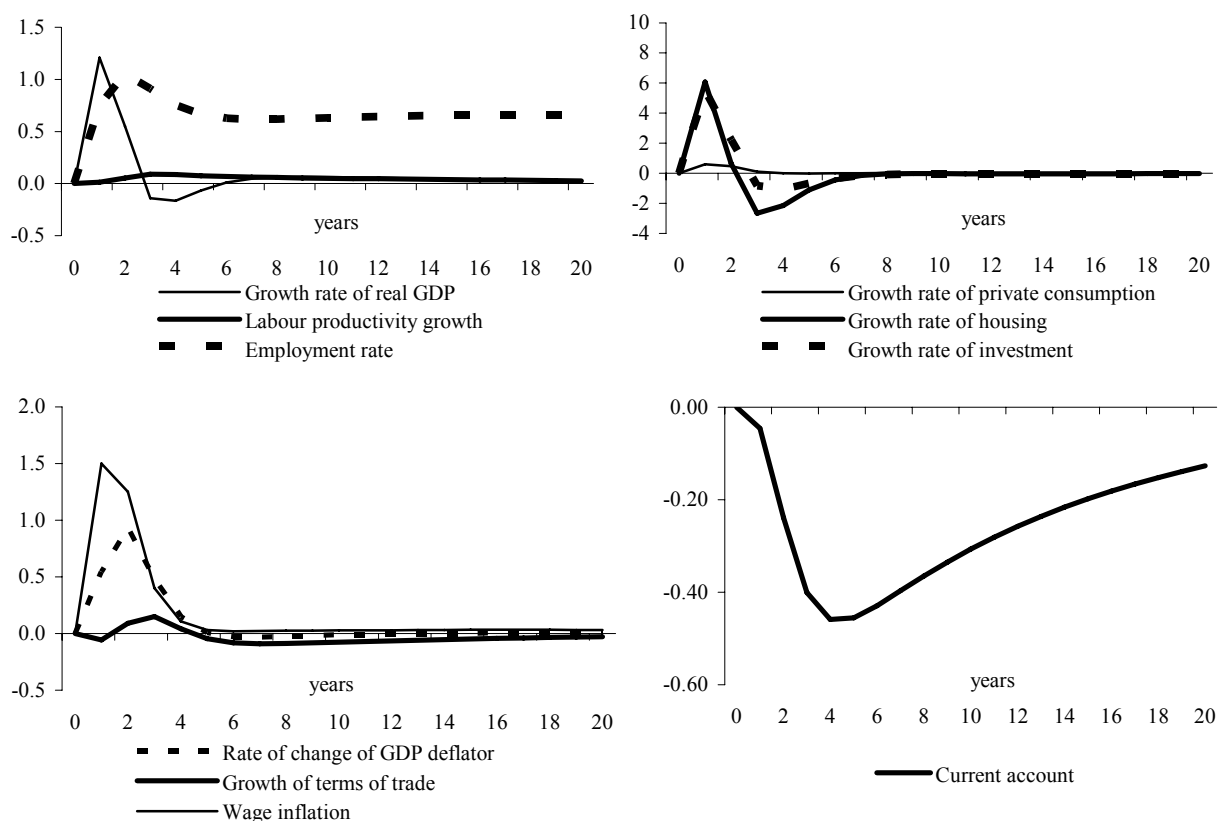 1.5
1.0
0.5
0.0
-0.5
years
0 2 4 6 8 10 12 14 16 18 20
Growth rate of real GDP
Labour productivity growth
Employment rate
10
8
6
4
2
0
-2
-4
years
0 2 4 6 8 10 12 14 16 18 20
Growth rate of private consumption
Growth rate of housing
Growth rate of investment
2.0
1.5
1.0
0.5
0.0
-0.5
years
0 2 4 6 8 10 12 14 16 18 20
Rate of change of GDP deflator
Growth of terms of trade
Wage inflation
0.00
-0.20
-0.40
-0.60
years
0 2 4 6 8 10 12 14 16 18 20
Current account